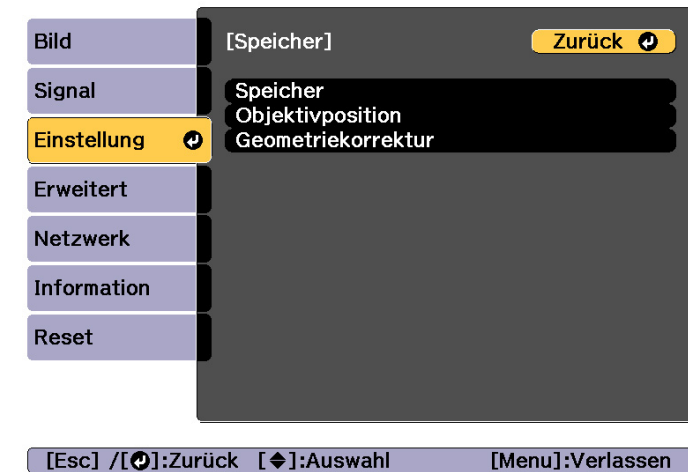 Bild
Signal
Einstellung
Erweitert
Netzwerk
Information
Reset
[Speicher]
Zurück
Speicher
Objektivposition
Geometriekorrektur
[Esc] /[⏎]:Zurück [◆]:Auswahl [Menu]:Verlassen